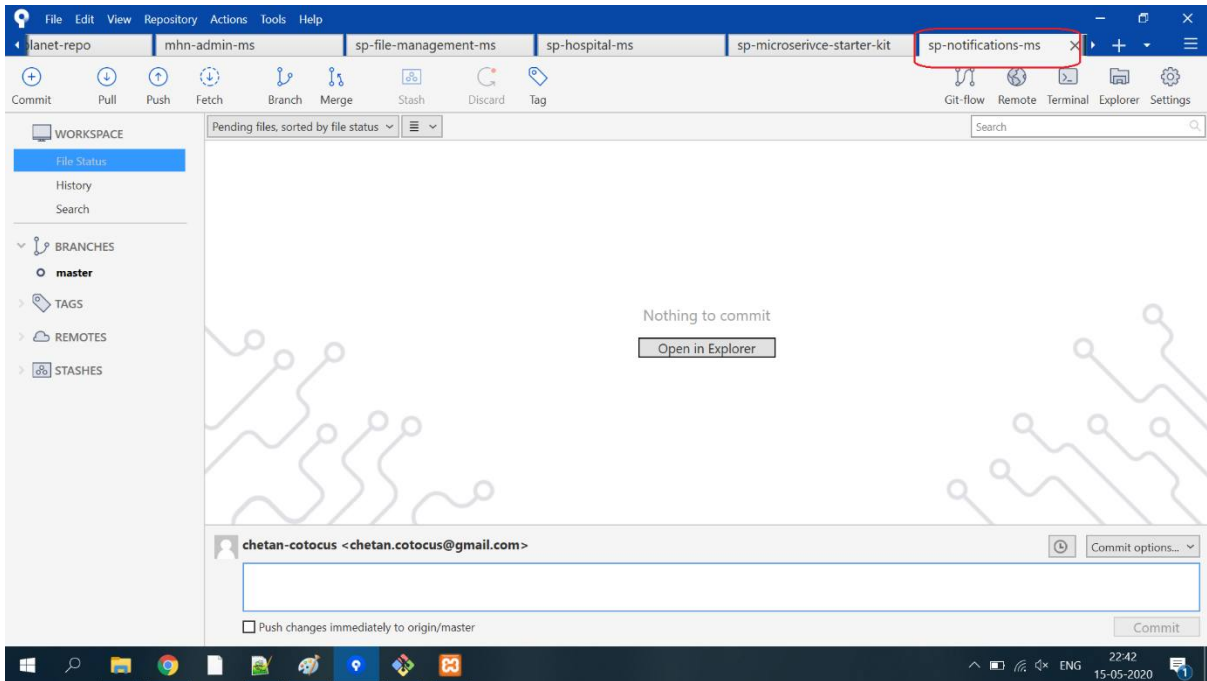 File Edit View Repository Actions Tools Help
mhn-admin-ms sp-file-management-ms sp-hospital-ms sp-microserivce-starter-kit sp-notifications-ms
Commit Pull Push Fetch Branch Merge Stash Discard Tag Git-flow Remote Terminal Explorer Settings
WORKSPACE
Pending files, sorted by file status
Search
File Status
History
Search
BRANCHES
master
TAGS
REMOTES
STASHES
Nothing to commit
Open in Explorer
chetan-cotocus <chetan.cotocus@gmail.com>
Commit options...
Push changes immediately to origin/master
Commit
ENG
22:42
15-05-2020
1